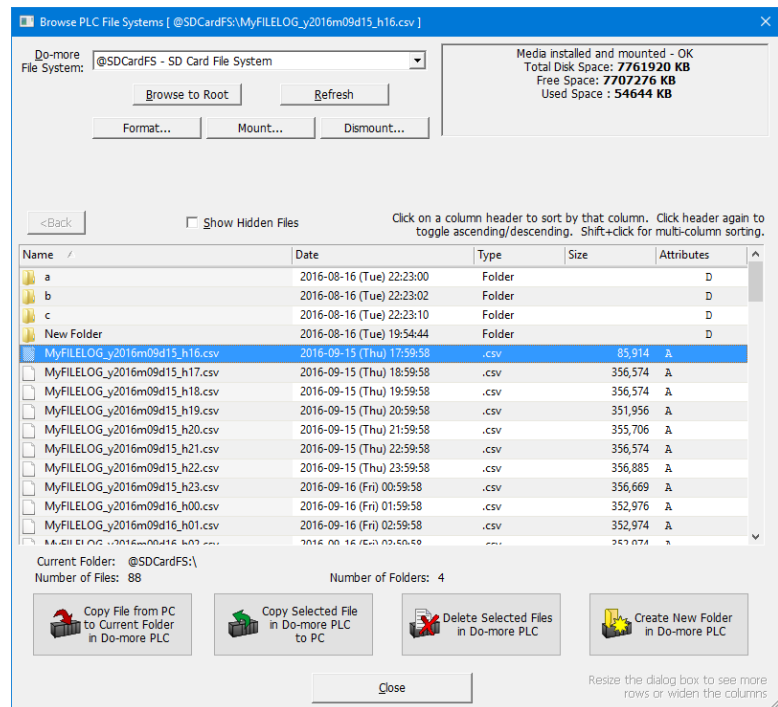 Browse PLC File Systems [ @SDCardFS:\MyFILELOG_y2016m09d15_h16.csv ]
Do-more
File System:
@SDCardFS - SD Card File System
Browse to Root
Refresh
Format...
Mount...
Dismount...
Media installed and mounted - OK
Total Disk Space: 7761920 KB
Free Space: 7707276 KB
Used Space : 54644 KB
<Back
Show Hidden Files
Click on a column header to sort by that column. Click header again to
toggle ascending/descending. Shift+click for multi-column sorting.
Name Date Type Size Attributes
a 2016-08-16 (Tue) 22:23:00 Folder D
b 2016-08-16 (Tue) 22:23:02 Folder D
c 2016-08-16 (Tue) 22:23:10 Folder D
New Folder 2016-08-16 (Tue) 19:54:44 Folder D
MyFILELOG_y2016m09d15_h16.csv 2016-09-15 (Thu) 17:59:58 .csv 85,914 A
MyFILELOG_y2016m09d15_h17.csv 2016-09-15 (Thu) 18:59:58 .csv 356,574 A
MyFILELOG_y2016m09d15_h18.csv 2016-09-15 (Thu) 19:59:58 .csv 356,574 A
MyFILELOG_y2016m09d15_h19.csv 2016-09-15 (Thu) 20:59:58 .csv 351,956 A
MyFILELOG_y2016m09d15_h20.csv 2016-09-15 (Thu) 21:59:58 .csv 355,706 A
MyFILELOG_y2016m09d15_h21.csv 2016-09-15 (Thu) 22:59:58 .csv 356,574 A
MyFILELOG_y2016m09d15_h22.csv 2016-09-15 (Thu) 23:59:58 .csv 356,885 A
MyFILELOG_y2016m09d15_h23.csv 2016-09-16 (Fri) 00:59:58 .csv 356,669 A
MyFILELOG_y2016m09d16_h00.csv 2016-09-16 (Fri) 01:59:58 .csv 352,976 A
MyFILELOG_y2016m09d16_h01.csv 2016-09-16 (Fri) 02:59:58 .csv 352,974 A
MyFILELOG_y2016m09d16_h02.csv 2016-09-16 (Fri) 03:59:58 .csv 352,974 A
Current Folder: @SDCardFS:\
Number of Files: 88 Number of Folders: 4
Copy File from PC
to Current Folder
in Do-more PLC
Copy Selected File
in Do-more PLC
to PC
Delete Selected Files
in Do-more PLC
Create New Folder
in Do-more PLC
Close
Resize the dialog box to see more
rows or widen the columns